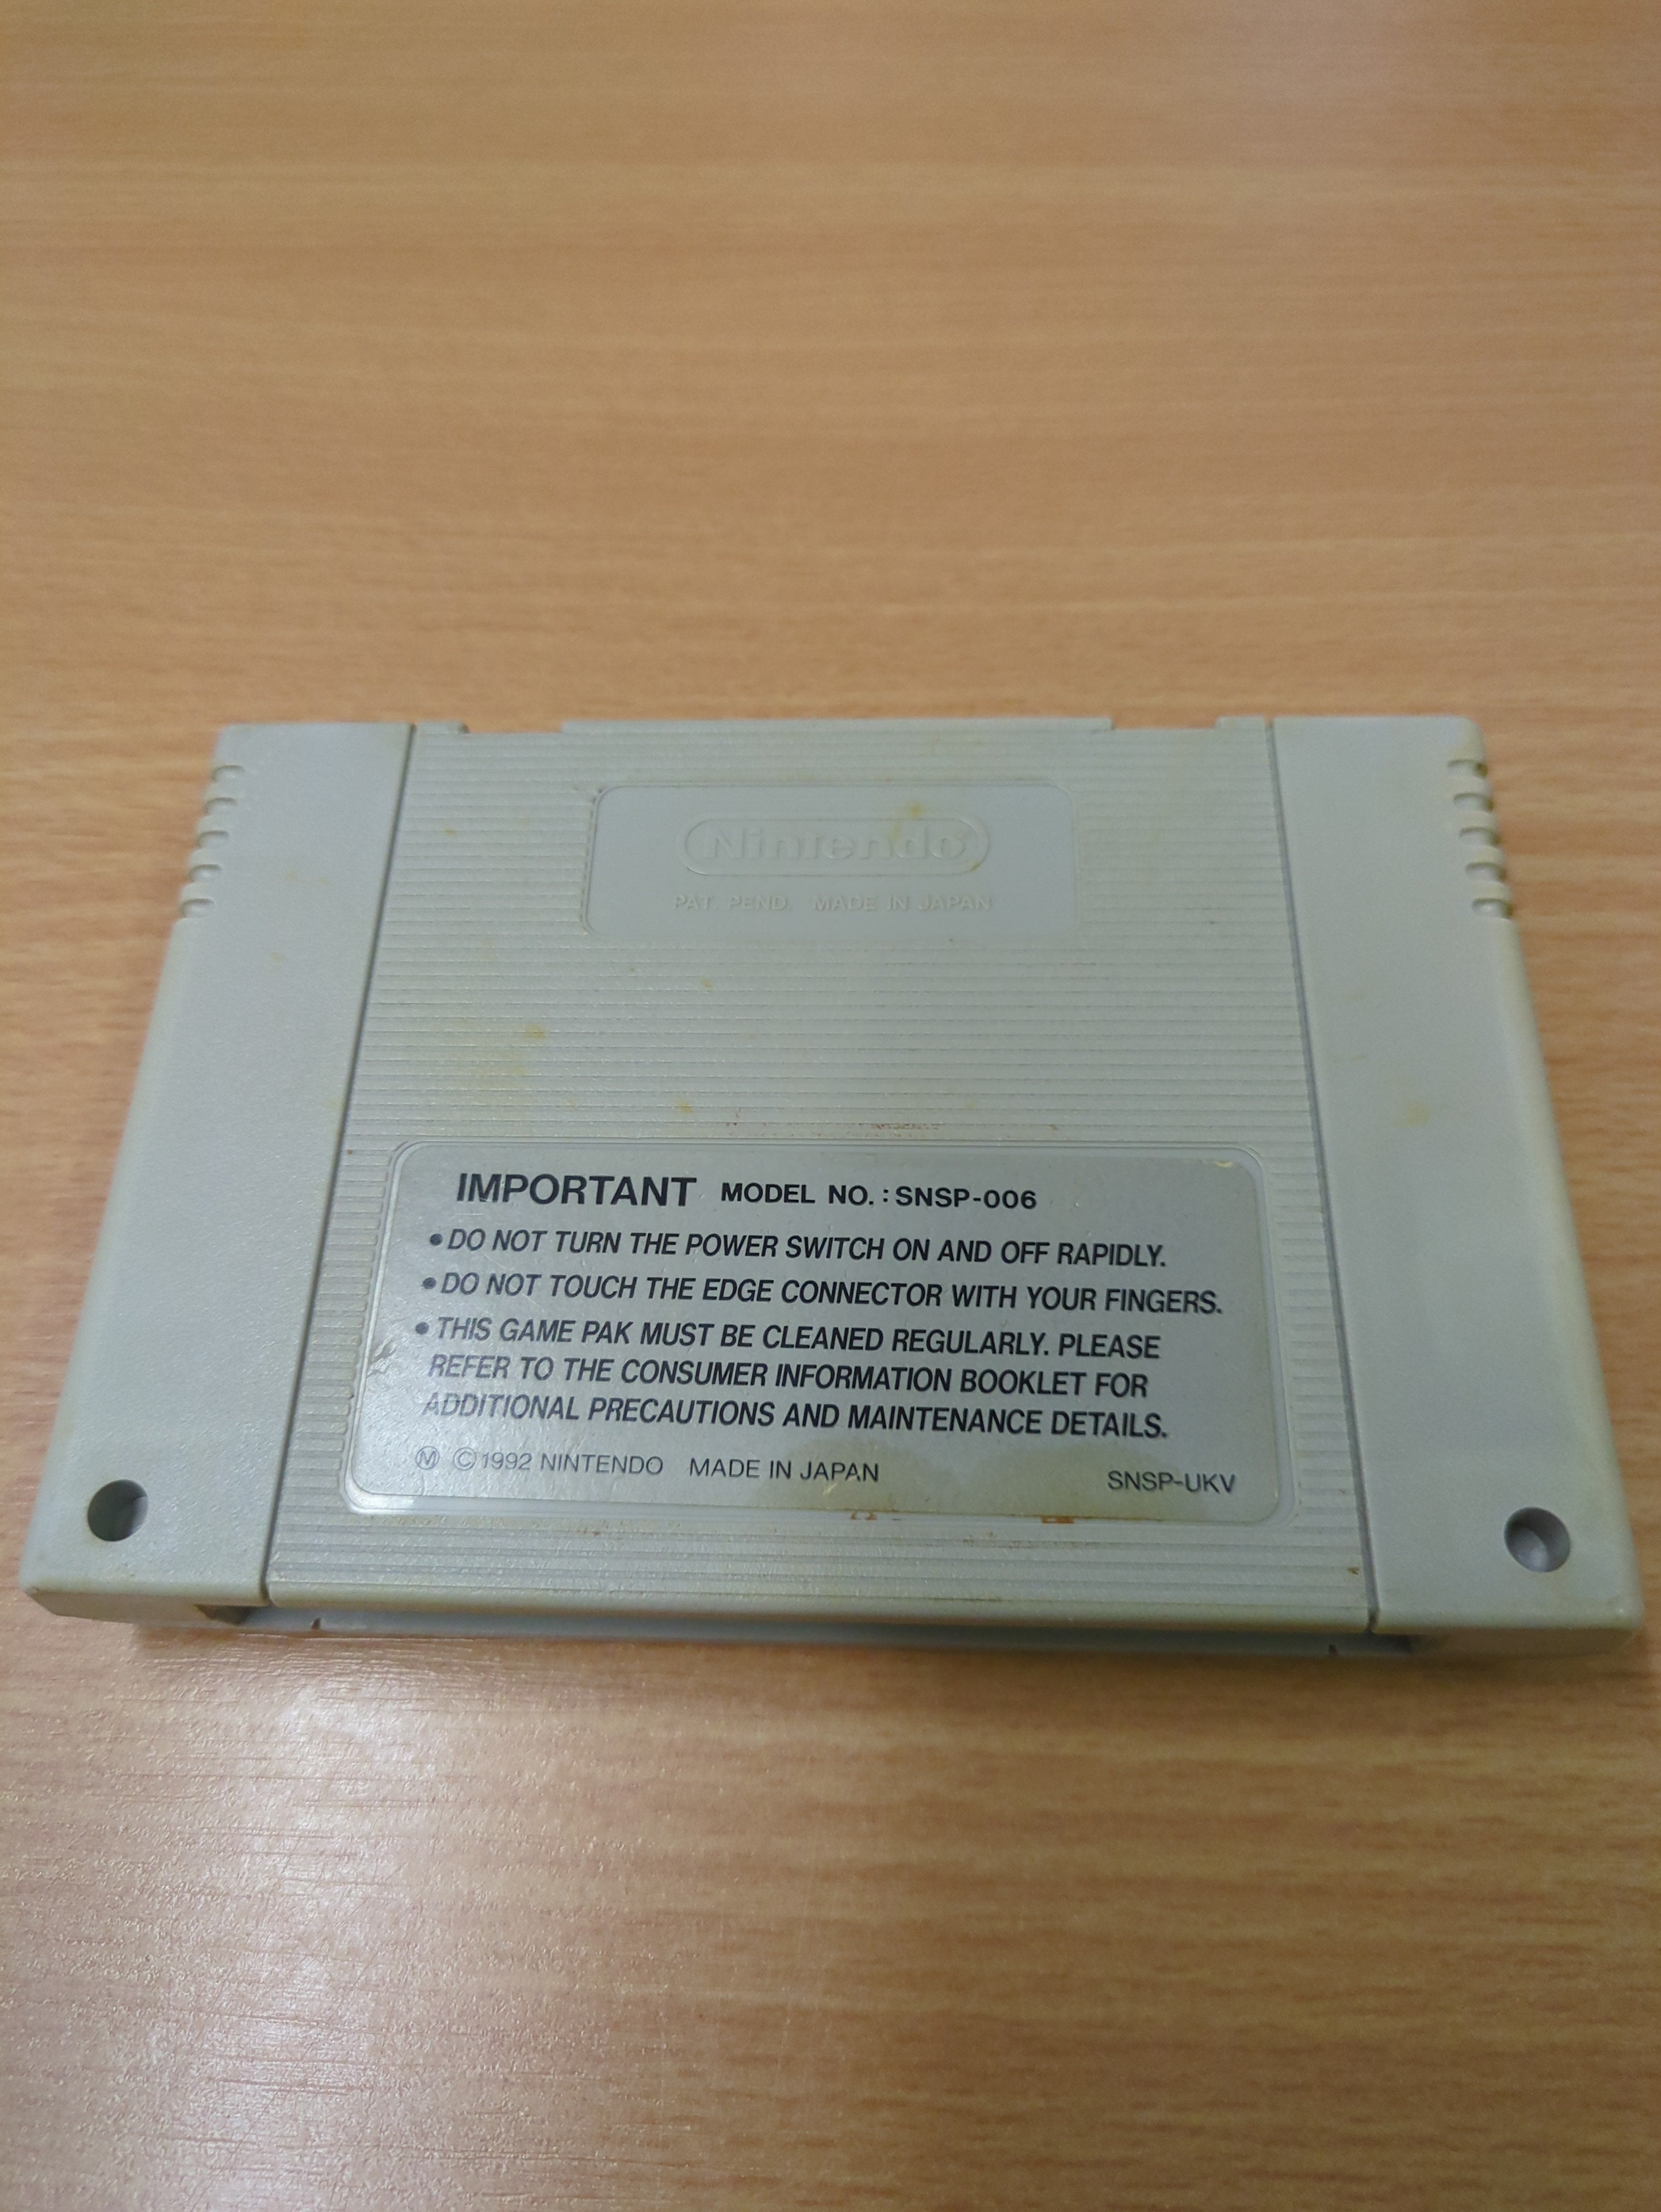 Nintendo
PAT. PEND. MADE IN JAPAN
IMPORTANT MODEL NO. : SNSP-006
•DO NOT TURN THE POWER SWITCH ON AND OFF RAPIDLY.
•DO NOT TOUCH THE EDGE CONNECTOR WITH YOUR FINGERS.
•THIS GAME PAK MUST BE CLEANED REGULARLY. PLEASE
REFER TO THE CONSUMER INFORMATION BOOKLET FOR
ADDITIONAL PRECAUTIONS AND MAINTENANCE DETAILS.
Ⓜ ©1992 NINTENDO MADE IN JAPAN SNSP-UKV